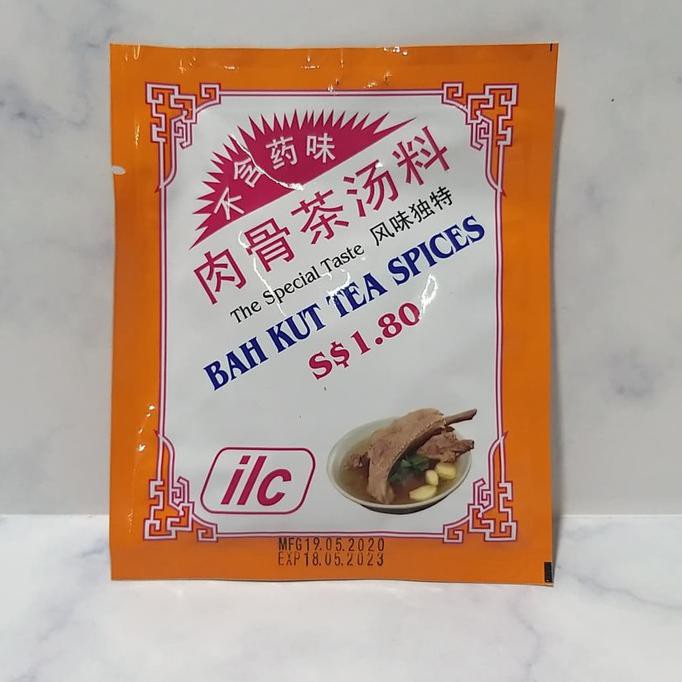 不含药味
肉骨茶汤料
The Special Taste 风味独特
BAH KUT TEA SPICES
S$1.80
ilc
MFG19.05.2020
EXP18.05.2023